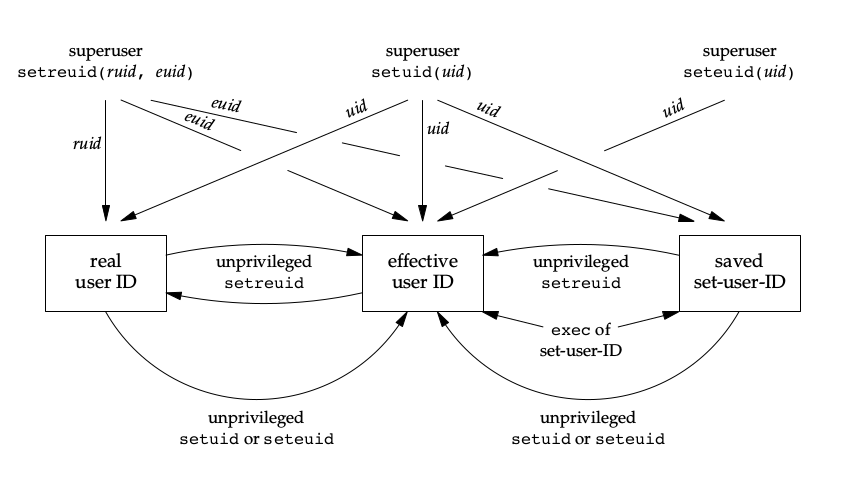 superuser
setreuid(ruid, euid)
superuser
setuid(uid)
superuser
seteuid(uid)
euid
euid
uid
uid
uid
uid
ruid
real
user ID
unprivileged
setreuid
effective
user ID
unprivileged
setreuid
saved
set-user-ID
exec of
set-user-ID
unprivileged
setuid or seteuid
unprivileged
setuid or seteuid